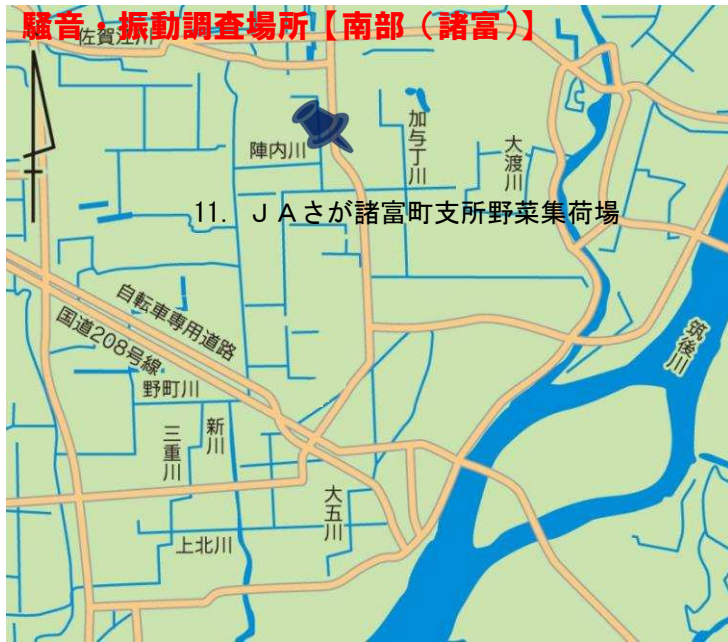 騒音・振動調査場所【南部（諸富）】
佐賀江川
陣内川
加与丁川
大渡川
11. ＪＡさが諸富町支所野菜集荷場
自転車専用道路
国道208号線
筑後川
野町川
新川
三重川
大五川
上北川